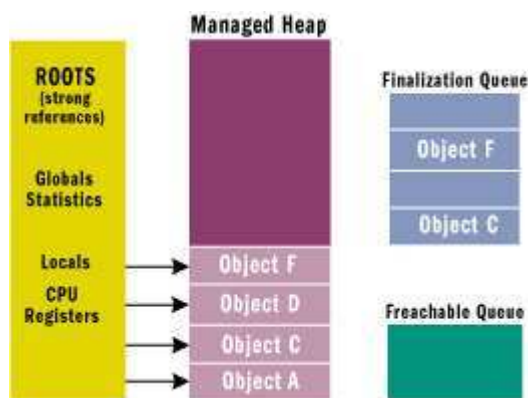 Managed Heap
ROOTS
(strong
references)
Globals
Statistics
Locals
CPU
Registers
Object F
Object D
Object C
Object A
Finalization Queue
Object F
Object C
Freachable Queue